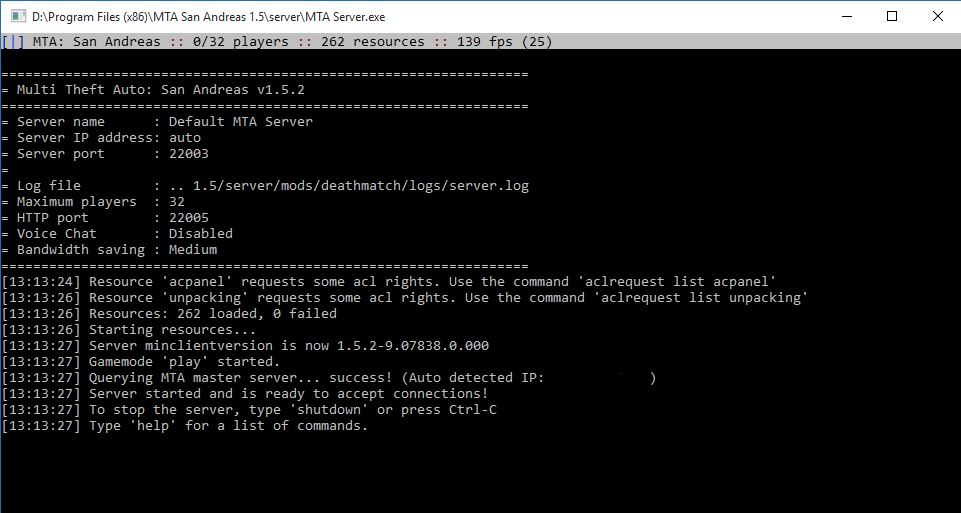 D:\Program Files (x86)\MTA San Andreas 1.5\server\MTA Server.exe
[|] MTA: San Andreas :: 0/32 players :: 262 resources :: 139 fps (25)
==================================================================
= Multi Theft Auto: San Andreas v1.5.2
==================================================================
= Server name      : Default MTA Server
= Server IP address: auto
= Server port      : 22003
=
= Log file         : .. 1.5/server/mods/deathmatch/logs/server.log
= Maximum players  : 32
= HTTP port        : 22005
= Voice Chat       : Disabled
= Bandwidth saving : Medium
==================================================================
[13:13:24] Resource 'acpanel' requests some acl rights. Use the command 'aclrequest list acpanel'
[13:13:26] Resource 'unpacking' requests some acl rights. Use the command 'aclrequest list unpacking'
[13:13:26] Resources: 262 loaded, 0 failed
[13:13:26] Starting resources...
[13:13:27] Server minclientversion is now 1.5.2-9.07838.0.000
[13:13:27] Gamemode 'play' started.
[13:13:27] Querying MTA master server... success! (Auto detected IP:             )
[13:13:27] Server started and is ready to accept connections!
[13:13:27] To stop the server, type 'shutdown' or press Ctrl-C
[13:13:27] Type 'help' for a list of commands.